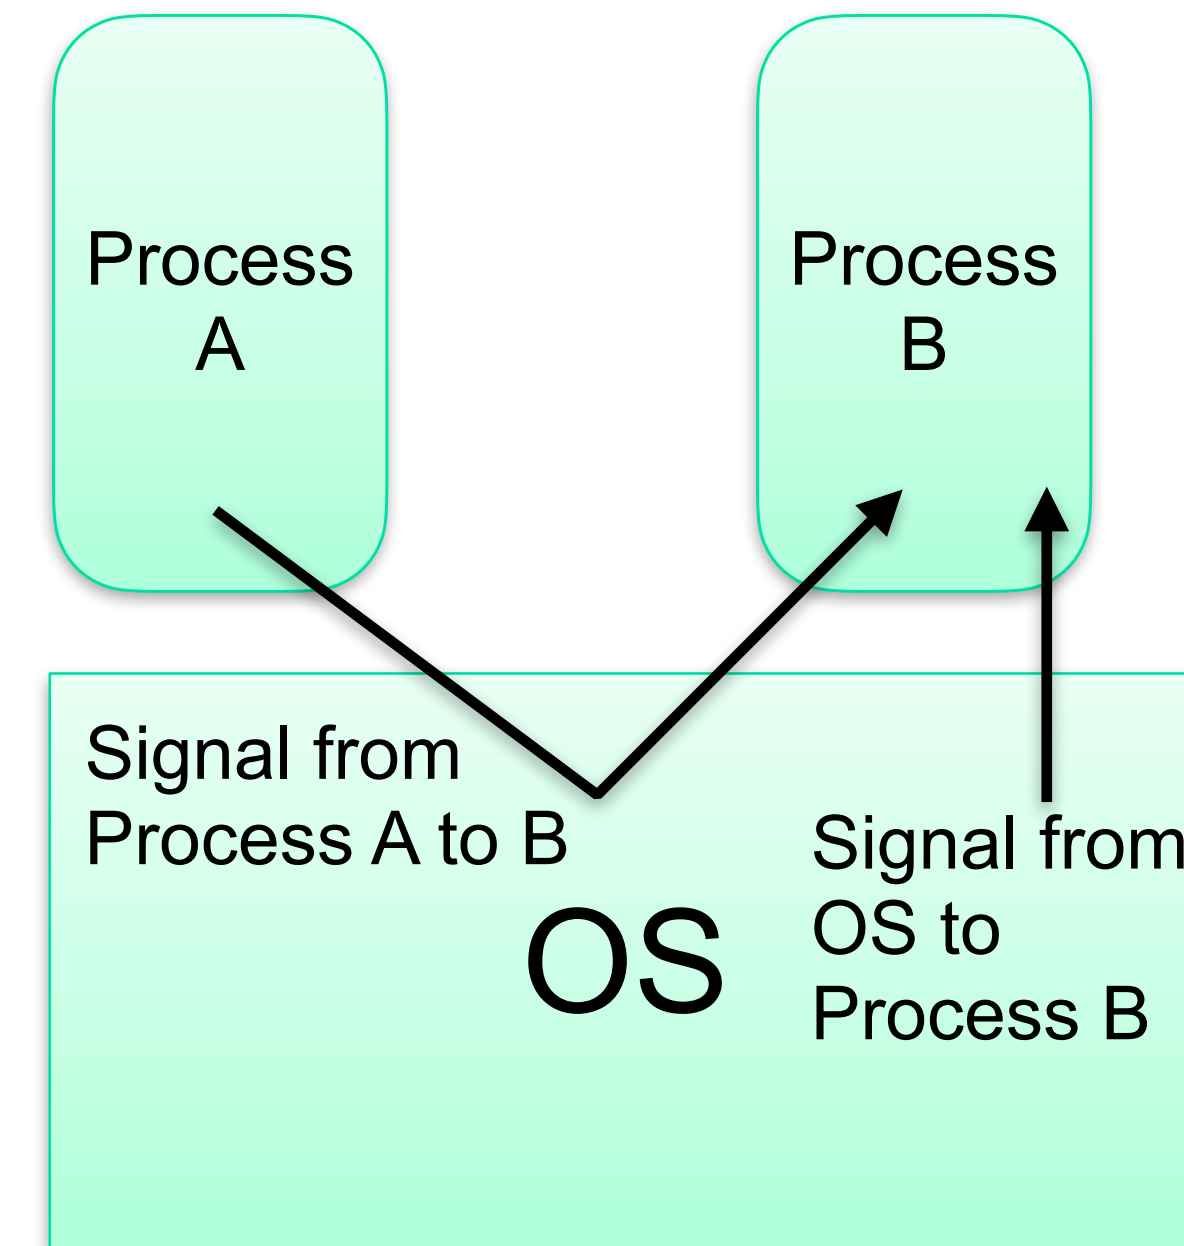 Process
A
Process
B
Signal from
Process A to B
OS
Signal from
OS to
Process B